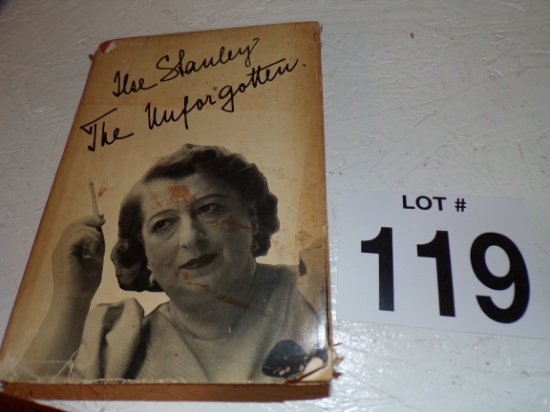 Ilse Stanley
The Unforgotten.
LOT #
119